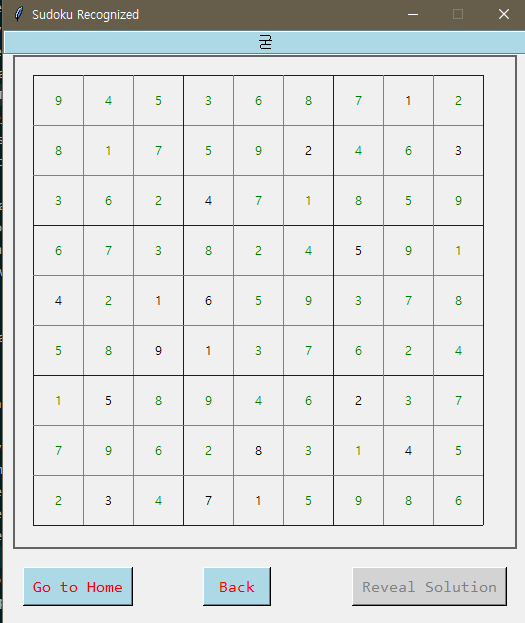 Sudoku Recognized
굳
9 4 5 3 6 8 7 1 2
8 1 7 5 9 2 4 6 3
3 6 2 4 7 1 8 5 9
6 7 3 8 2 4 5 9 1
4 2 1 6 5 9 3 7 8
5 8 9 1 3 7 6 2 4
1 5 8 9 4 6 2 3 7
7 9 6 2 8 3 1 4 5
2 3 4 7 1 5 9 8 6
Go to Home Back Reveal Solution